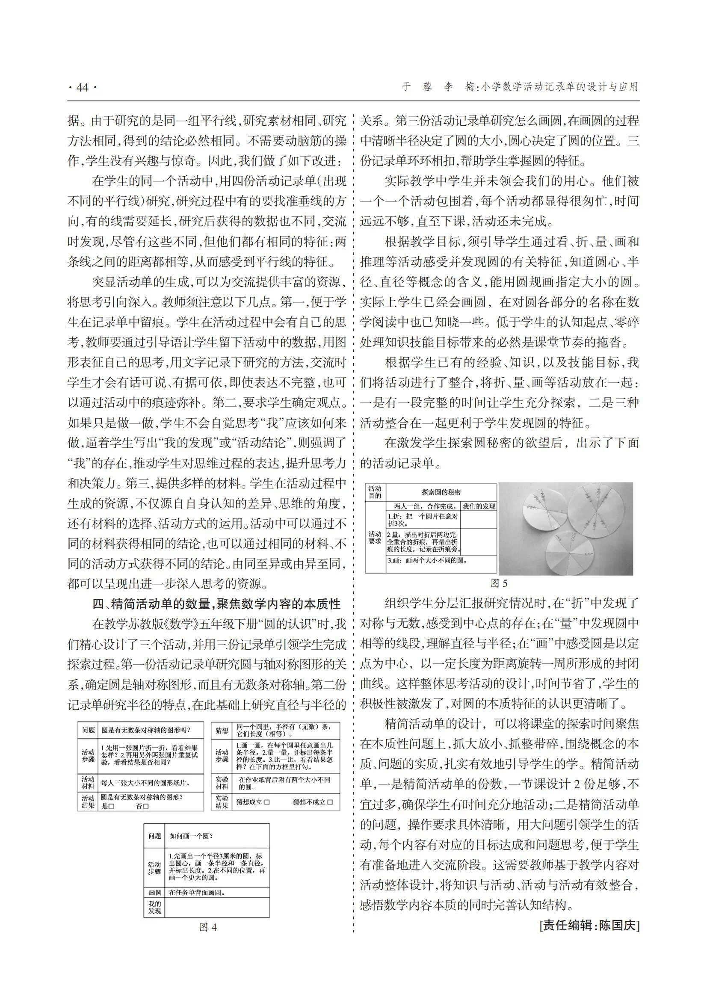 · 44 ·
于　蓉　李　梅:小学数学活动记录单的设计与应用
据。由于研究的是同一组平行线,研究素材相同、研究
方法相同,得到的结论必然相同。不需要动脑筋的操
作,学生没有兴趣与惊奇。因此,我们做了如下改进:
在学生的同一个活动中,用四份活动记录单(出现
不同的平行线)研究,研究过程中有的要找准垂线的方
向,有的线需要延长,研究后获得的数据也不同,交流
时发现,尽管有这些不同,但他们都有相同的特征:两
条线之间的距离都相等,从而感受到平行线的特征。
突显活动单的生成,可以为交流提供丰富的资源,
将思考引向深入。教师须注意以下几点。第一,便于学
生在记录单中留痕。学生在活动过程中会有自己的思
考,教师要通过引导语让学生留下活动中的数据,用图
形表征自己的思考,用文字记录下研究的方法,交流时
学生才会有话可说、有据可依,即使表达不完整,也可
以通过活动中的痕迹弥补。第二,要求学生确定观点。
如果只是做一做,学生不会自觉思考“我”应该如何来
做,逼着学生写出“我的发现”或“活动结论”,则强调了
“我”的存在,推动学生对思维过程的表达,提升思考力
和决策力。第三,提供多样的材料。学生在活动过程中
生成的资源,不仅源自自身认知的差异、思维的角度,
还有材料的选择、活动方式的运用。活动中可以通过不
同的材料获得相同的结论,也可以通过相同的材料、不
同的活动方式获得不同的结论。由同至异或由异至同,
都可以呈现出进一步深入思考的资源。
四、精简活动单的数量,聚焦数学内容的本质性
在教学苏教版《数学》五年级下册“圆的认识”时,我
们精心设计了三个活动,并用三份记录单引领学生完成
探索过程。第一份活动记录单研究圆与轴对称图形的关
系,确定圆是轴对称图形,而且有无数条对称轴。第二份
记录单研究半径的特点,在此基础上研究直径与半径的
问题　圆是有无数条对称轴的图形吗?
活动步骤　1.先用一张圆片折一折，看看结果
怎样? 2.再用另外两张圆片重复试
验，看看结果是否相同?
活动材料　每人三张大小不同的圆形纸片。
活动结果　圆是有无数条对称轴的图形?
是□　否□
猜想　同一个圆里，半径有（无数）条，
它们长度（相等）。
活动步骤　1.画一画，在每个圆里任意画出几
条半径。2.量一量，并标出每条半
径的长度。3.比一比，看看结果怎
样? 在下面的方框里打勾。
实验材料　在作业纸背后附有两个大小不同
的圆。
实验结果　猜想成立 □　猜想不成立 □
问题　如何画一个圆?
活动步骤　1.先画出一个半径3厘米的圆，标
出圆心，画一条半径和一条直径，
并标出长度。2.在不同的位置，再
画一个更大的圆。
画圆　在任务单背面画圆。
我的发现
图 4
关系。第三份活动记录单研究怎么画圆,在画圆的过程
中清晰半径决定了圆的大小,圆心决定了圆的位置。三
份记录单环环相扣,帮助学生掌握圆的特征。
实际教学中学生并未领会我们的用心。他们被
一个一个活动包围着,每个活动都显得很匆忙,时间
远远不够,直至下课,活动还未完成。
根据教学目标,须引导学生通过看、折、量、画和
推理等活动感受并发现圆的有关特征,知道圆心、半
径、直径等概念的含义,能用圆规画指定大小的圆。
实际上学生已经会画圆，在对圆各部分的名称在数
学阅读中也已知晓一些。低于学生的认知起点、零碎
处理知识技能目标带来的必然是课堂节奏的拖沓。
根据学生已有的经验、知识,以及技能目标,我
们将活动进行了整合,将折、量、画等活动放在一起:
一是有一段完整的时间让学生充分探索，二是三种
活动整合在一起更利于学生发现圆的特征。
在激发学生探索圆秘密的欲望后，出示了下面
的活动记录单。
活动目的　探索圆的秘密
活动要求　两人一组，合作完成。　我们的发现
1.折：把一个圆片任意对
折3次。
2.量：描出对折后两边完
全重合的折痕，再量出折
痕的长度，记录在折痕旁。
3.画：画两个大小不同的圆。
图 5
组织学生分层汇报研究情况时,在“折”中发现了
对称与无数,感受到中心点的存在;在“量”中发现圆中
相等的线段,理解直径与半径;在“画”中感受圆是以定
点为中心，以一定长度为距离旋转一周所形成的封闭
曲线。这样整体思考活动的设计,时间节省了,学生的
积极性被激发了,对圆的本质特征的认识更清晰了。
精简活动单的设计，可以将课堂的探索时间聚焦
在本质性问题上,抓大放小、抓整带碎,围绕概念的本
质、问题的实质,扎实有效地引导学生的学。精简活动
单,一是精简活动单的份数,一节课设计 2 份足够,不
宜过多,确保学生有时间充分地活动;二是精简活动单
的问题，操作要求具体清晰，用大问题引领学生的活
动,每个内容有对应的目标达成和问题思考,便于学生
有准备地进入交流阶段。这需要教师基于教学内容对
活动整体设计,将知识与活动、活动与活动有效整合,
感悟数学内容本质的同时完善认知结构。
[责任编辑:陈国庆]